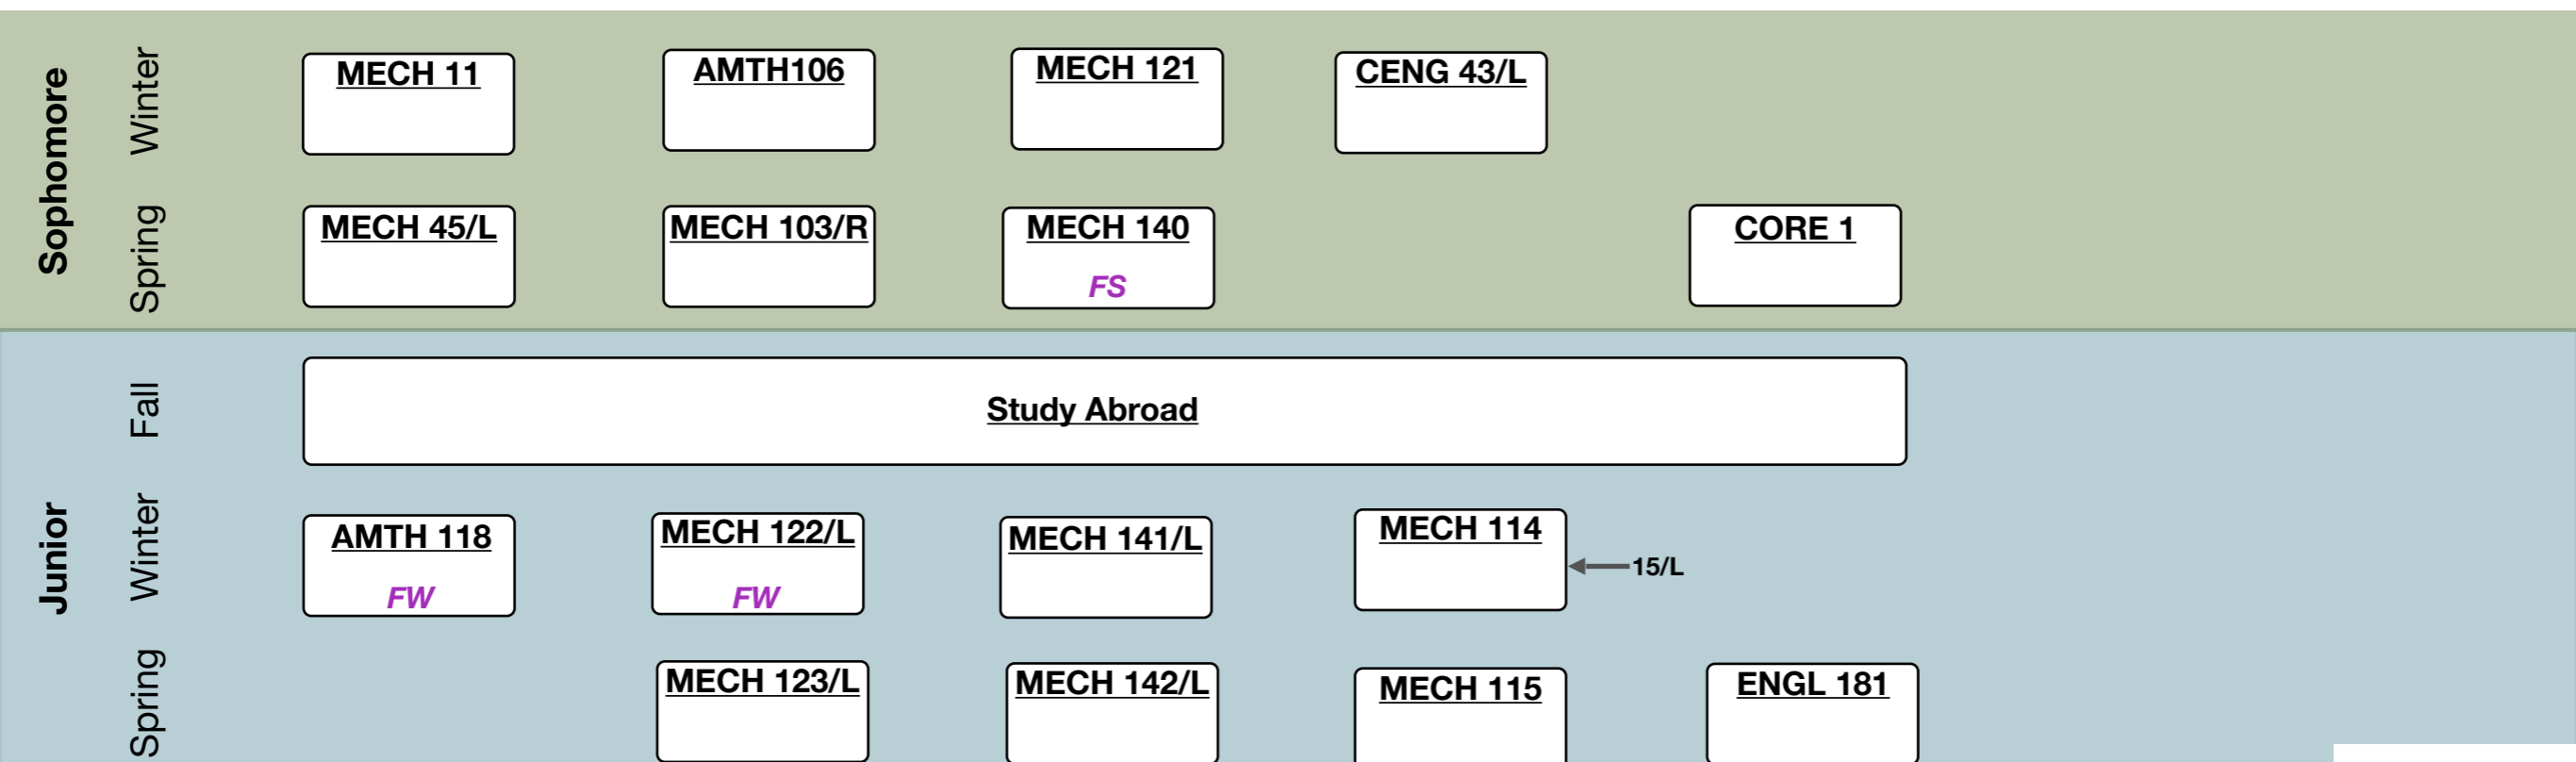 Sophomore
Winter
MECH 11
AMTH106
MECH 121
CENG 43/L
Spring
MECH 45/L
MECH 103/R
MECH 140
FS
CORE 1
Junior
Fall
Study Abroad
Winter
AMTH 118
FW
MECH 122/L
FW
MECH 141/L
MECH 114
15/L
Spring
MECH 123/L
MECH 142/L
MECH 115
ENGL 181